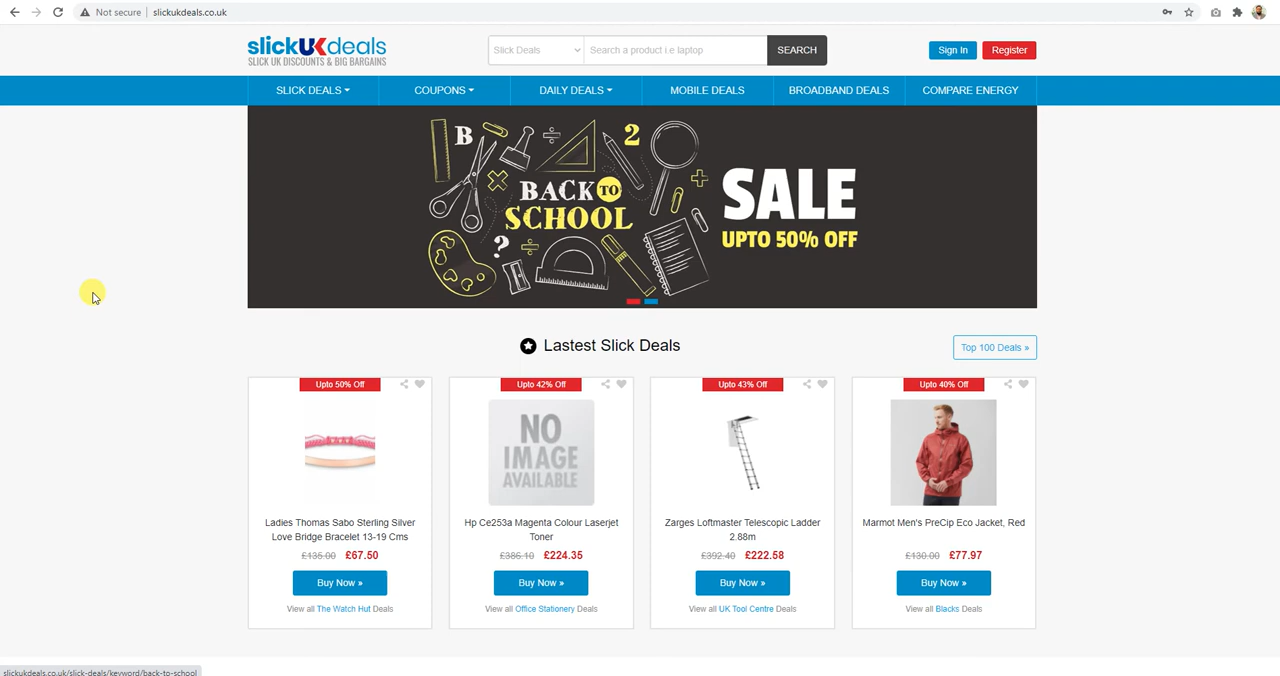 Not secure | slickukdeals.co.uk
slickUKdeals
SLICK UK DISCOUNTS & BIG BARGAINS
Slick Deals
Search a product i.e laptop
SEARCH
Sign In
Register
SLICK DEALS
COUPONS
DAILY DEALS
MOBILE DEALS
BROADBAND DEALS
COMPARE ENERGY
B
2
BACK TO
SCHOOL
?
SALE
UPTO 50% OFF
Lastest Slick Deals
Top 100 Deals »
Upto 50% Off
Ladies Thomas Sabo Sterling Silver
Love Bridge Bracelet 13-19 Cms
£135.00 £67.50
Buy Now »
View all The Watch Hut Deals
Upto 42% Off
NO
IMAGE
AVAILABLE
Hp Ce253a Magenta Colour Laserjet
Toner
£386.10 £224.35
Buy Now »
View all Office Stationery Deals
Upto 43% Off
Zarges Loftmaster Telescopic Ladder
2.88m
£392.40 £222.58
Buy Now »
View all UK Tool Centre Deals
Upto 40% Off
Marmot Men's PreCip Eco Jacket, Red
£130.00 £77.97
Buy Now »
View all Blacks Deals
slickukdeals.co.uk/slick-deals/keyword/back-to-school